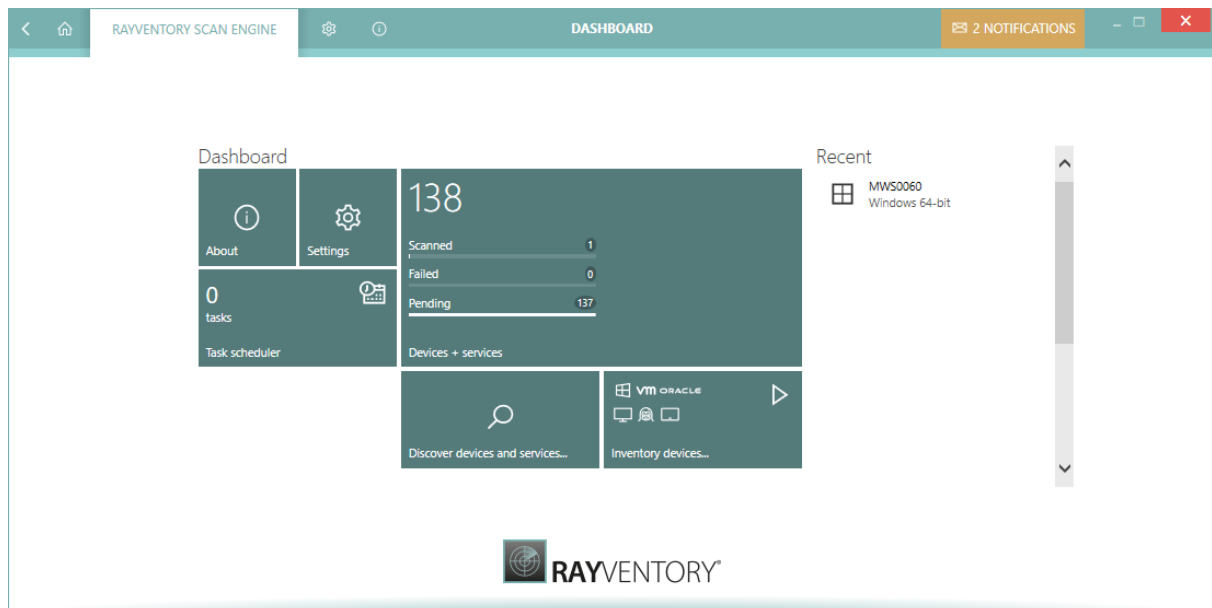 RAYVENTORY SCAN ENGINE
DASHBOARD
2 NOTIFICATIONS
Dashboard
About
Settings
0
tasks
Task scheduler
138
Scanned 1
Failed 0
Pending 137
Devices + services
Discover devices and services...
vm ORACLE
Inventory devices...
Recent
MWS0060
Windows 64-bit
RAYVENTORY®